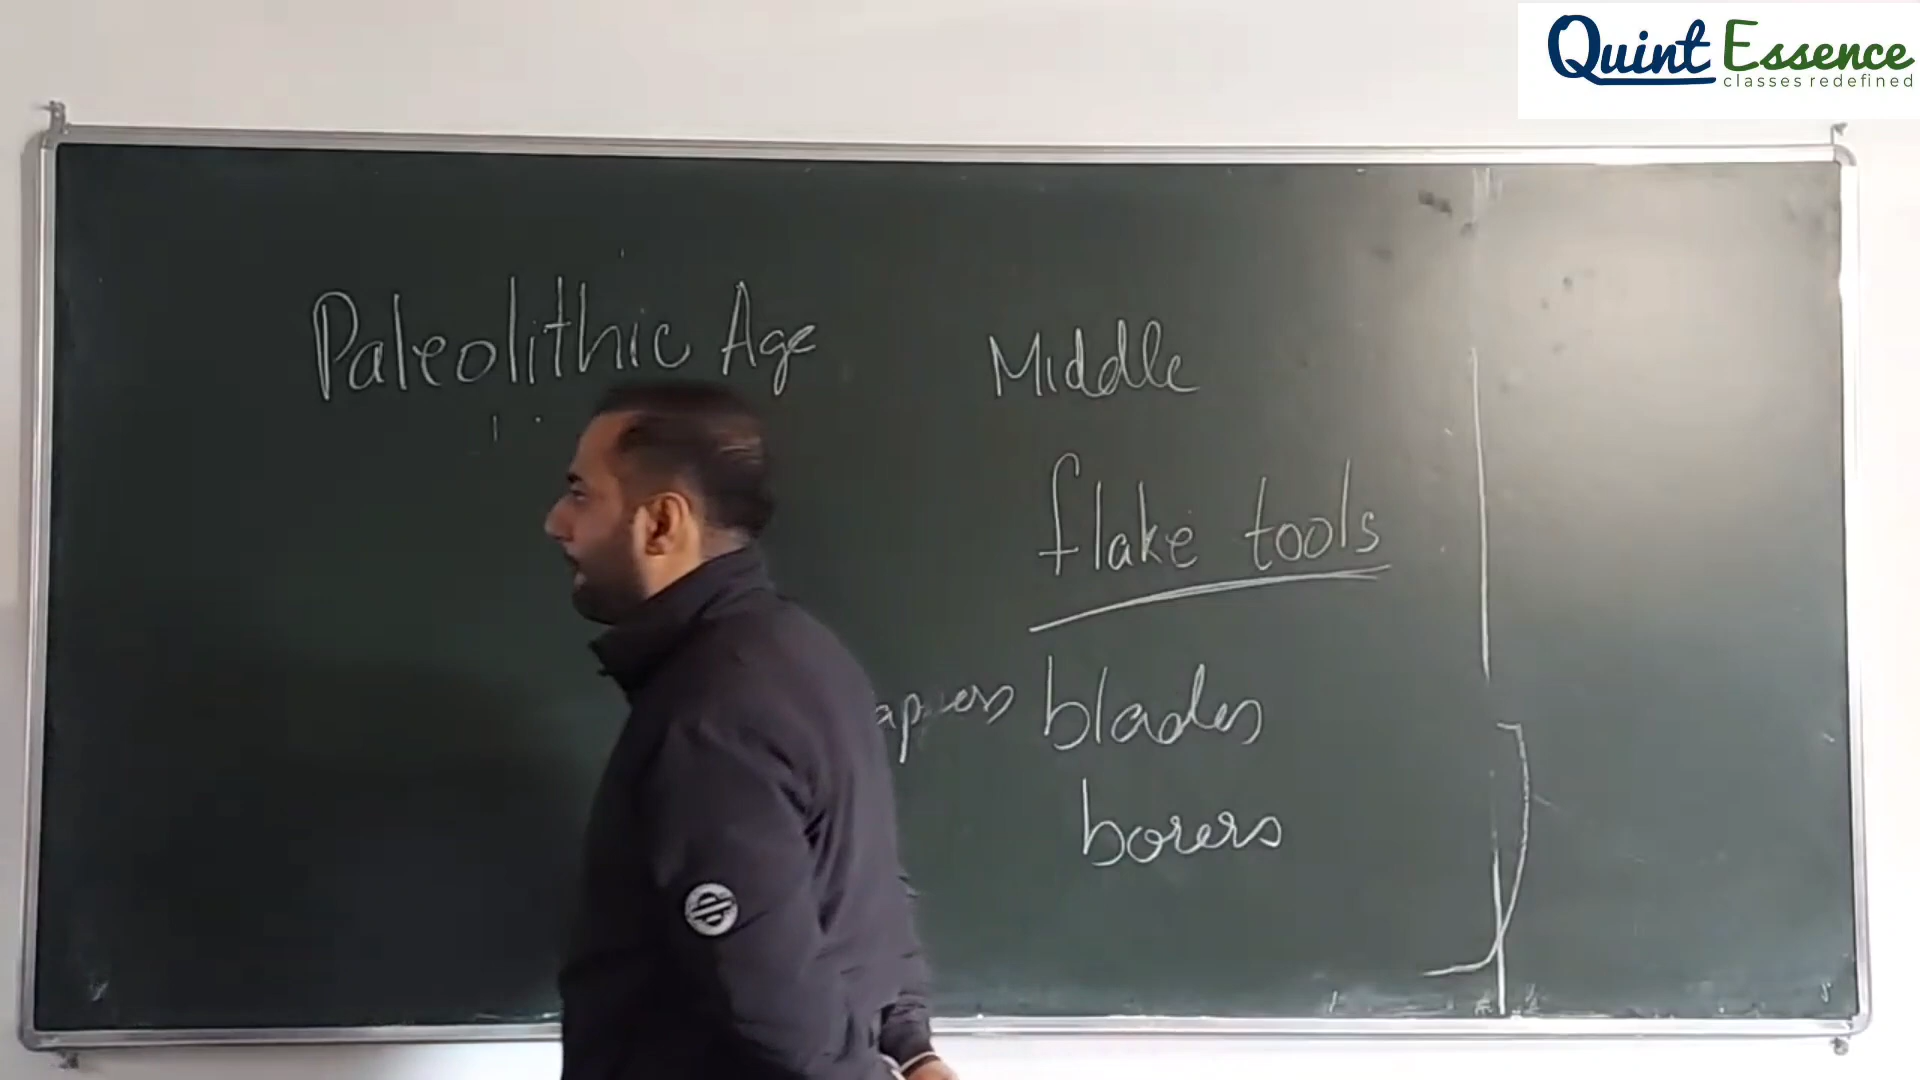 Quint Essence
classes redefined
Paleolithic Age
Middle
flake tools
blades
borers